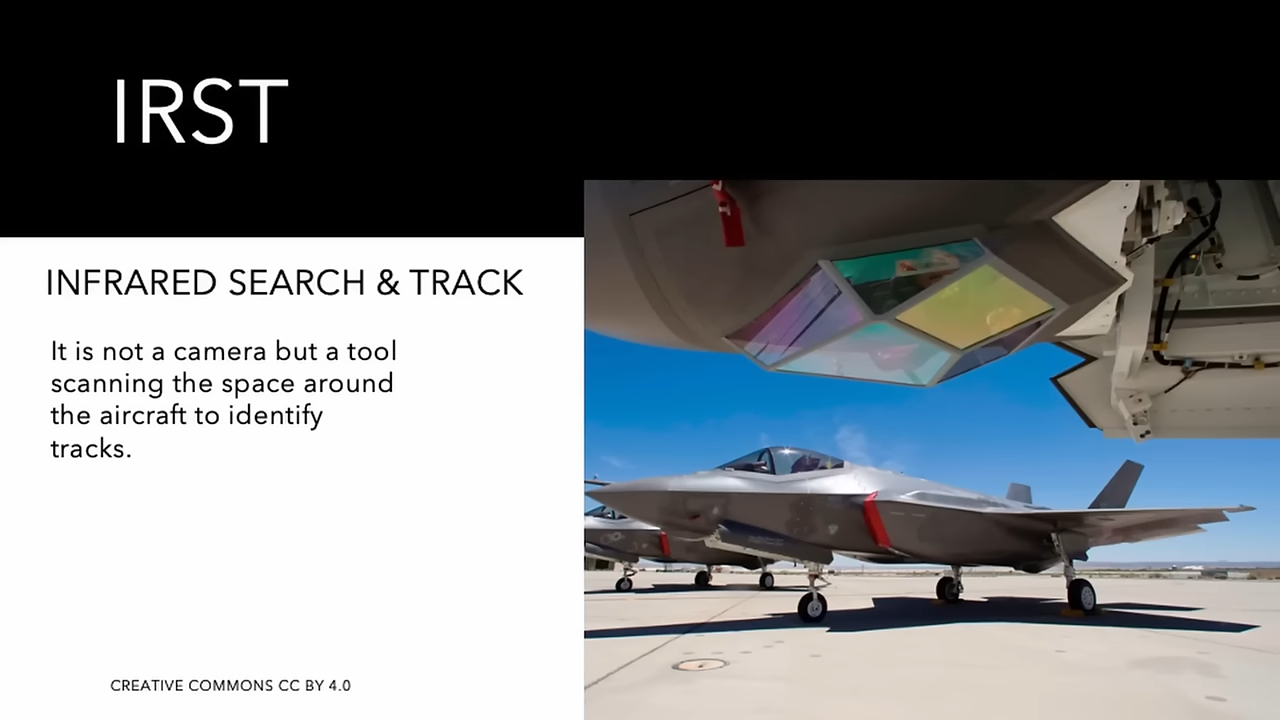 IRST
INFRARED SEARCH & TRACK
It is not a camera but a tool
scanning the space around
the aircraft to identify
tracks.
CREATIVE COMMONS CC BY 4.0